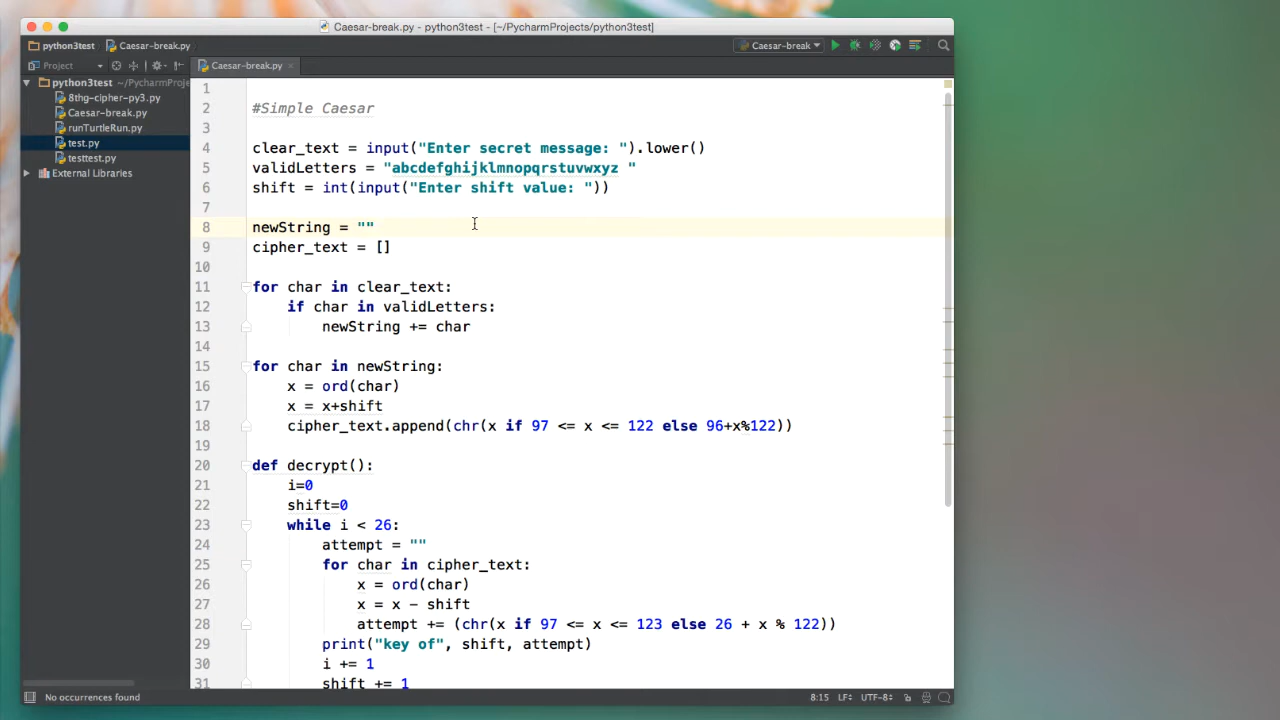 Caesar-break.py - python3test - [~/PycharmProjects/python3test]
python3test Caesar-break.py Caesar-break
Project Caesar-break.py
python3test ~/PycharmProje
8thg-cipher-py3.py
Caesar-break.py
runTurtleRun.py
test.py
testtest.py
External Libraries
1
2 #Simple Caesar
3
4 clear_text = input("Enter secret message: ").lower()
5 validLetters = "abcdefghijklmnopqrstuvwxyz "
6 shift = int(input("Enter shift value: "))
7
8 newString = ""
9 cipher_text = []
10
11 for char in clear_text:
12 if char in validLetters:
13 newString += char
14
15 for char in newString:
16 x = ord(char)
17 x = x+shift
18 cipher_text.append(chr(x if 97 <= x <= 122 else 96+x%122))
19
20 def decrypt():
21 i=0
22 shift=0
23 while i < 26:
24 attempt = ""
25 for char in cipher_text:
26 x = ord(char)
27 x = x - shift
28 attempt += (chr(x if 97 <= x <= 123 else 26 + x % 122))
29 print("key of", shift, attempt)
30 i += 1
31 shift += 1
No occurrences found 8:15 LF÷ UTF-8÷